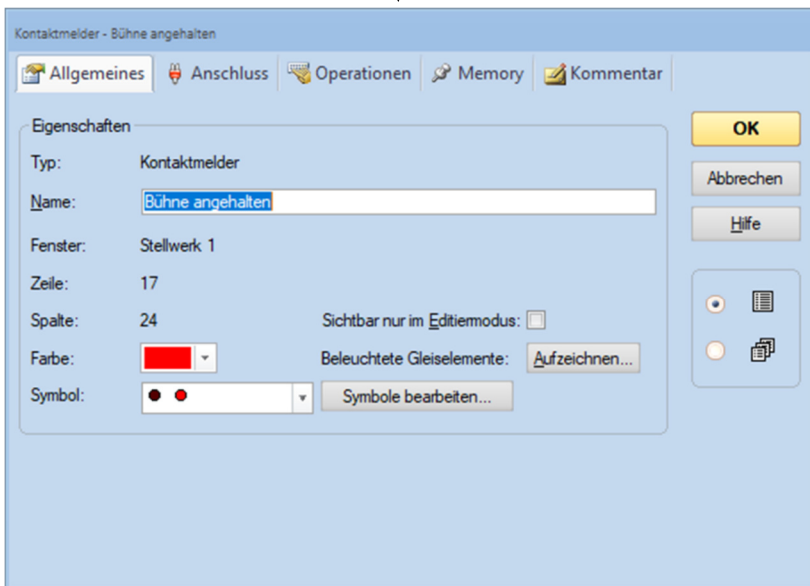 Kontaktmelder - Bühne angehalten
Allgemeines Anschluss Operationen Memory Kommentar
Eigenschaften
Typ: Kontaktmelder
Name: Bühne angehalten
Fenster: Stellwerk 1
Zeile: 17
Spalte: 24 Sichtbar nur im Editiermodus:
Farbe: Beleuchtete Gleiselemente: Aufzeichnen...
Symbol: Symbole bearbeiten...
OK
Abbrechen
Hilfe